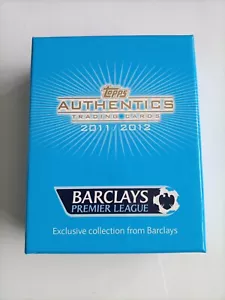 Topps
AUTHENTICS
TRADING CARDS
2011/2012
BARCLAYS
PREMIER LEAGUE
Exclusive collection from Barclays